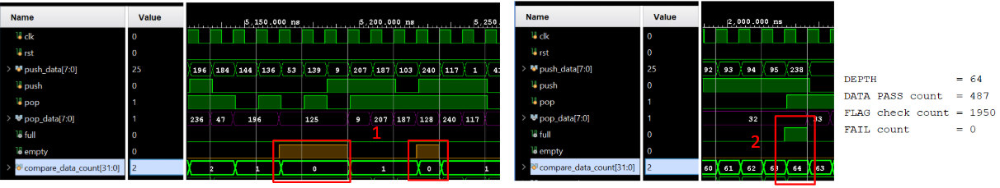 Name Value
5,150.000 ns 5,200.000 ns 5,250
clk 0
rst 0
push_data[7:0] 25 196 184 144 136 53 139 9 207 187 103 240 117 1 41
push 0
pop 1
pop_data[7:0] 1 236 47 196 125 9 207 187 128 240 117
1
full 0
empty 0
compare_data_count[31:0] 2 2 1 0 1 0 1
Name Value
2,000.000 ns
clk 0
rst 0
push_data[7:0] 25 92 93 94 95 238
push 0
pop 1
pop_data[7:0] 1 32 33
full 0
2
empty 0
compare_data_count[31:0] 2 60 61 62 63 64 63
DEPTH = 64
DATA PASS count = 487
FLAG check count = 1950
FAIL count = 0